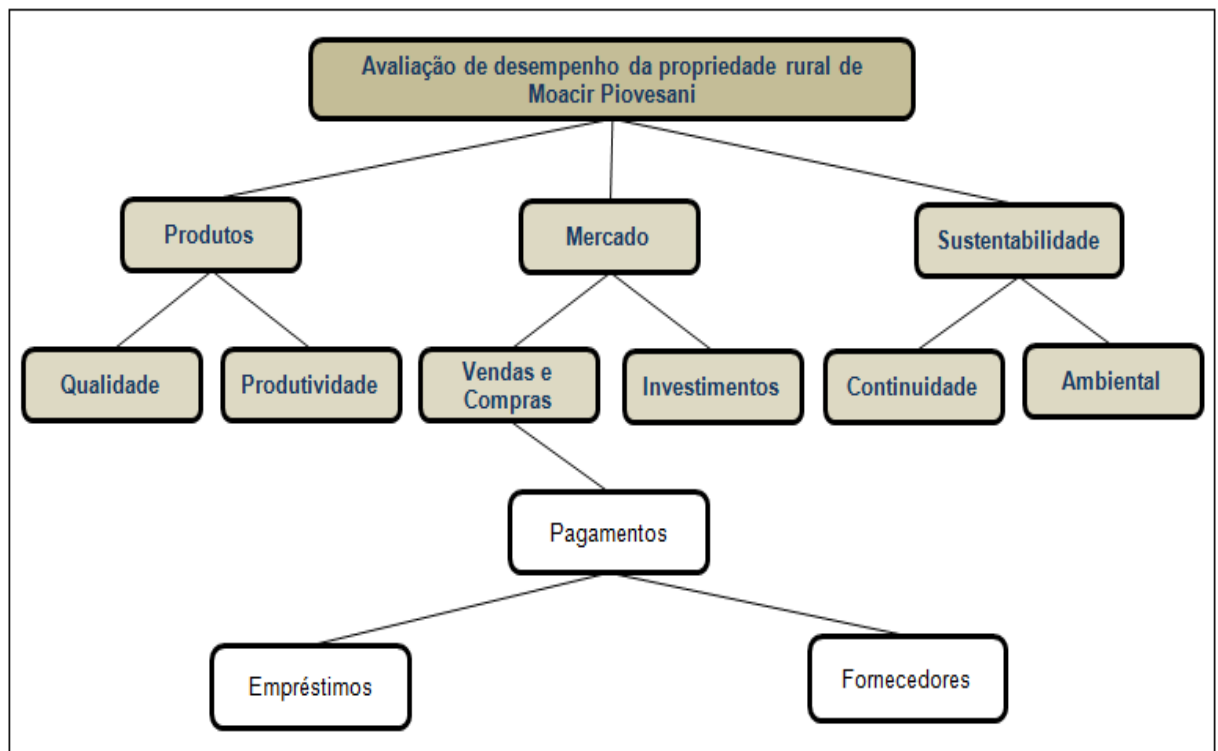 Avaliação de desempenho da propriedade rural de
Moacir Piovesani
Produtos
Mercado
Sustentabilidade
Qualidade
Produtividade
Vendas e
Compras
Investimentos
Continuidade
Ambiental
Pagamentos
Empréstimos
Fornecedores